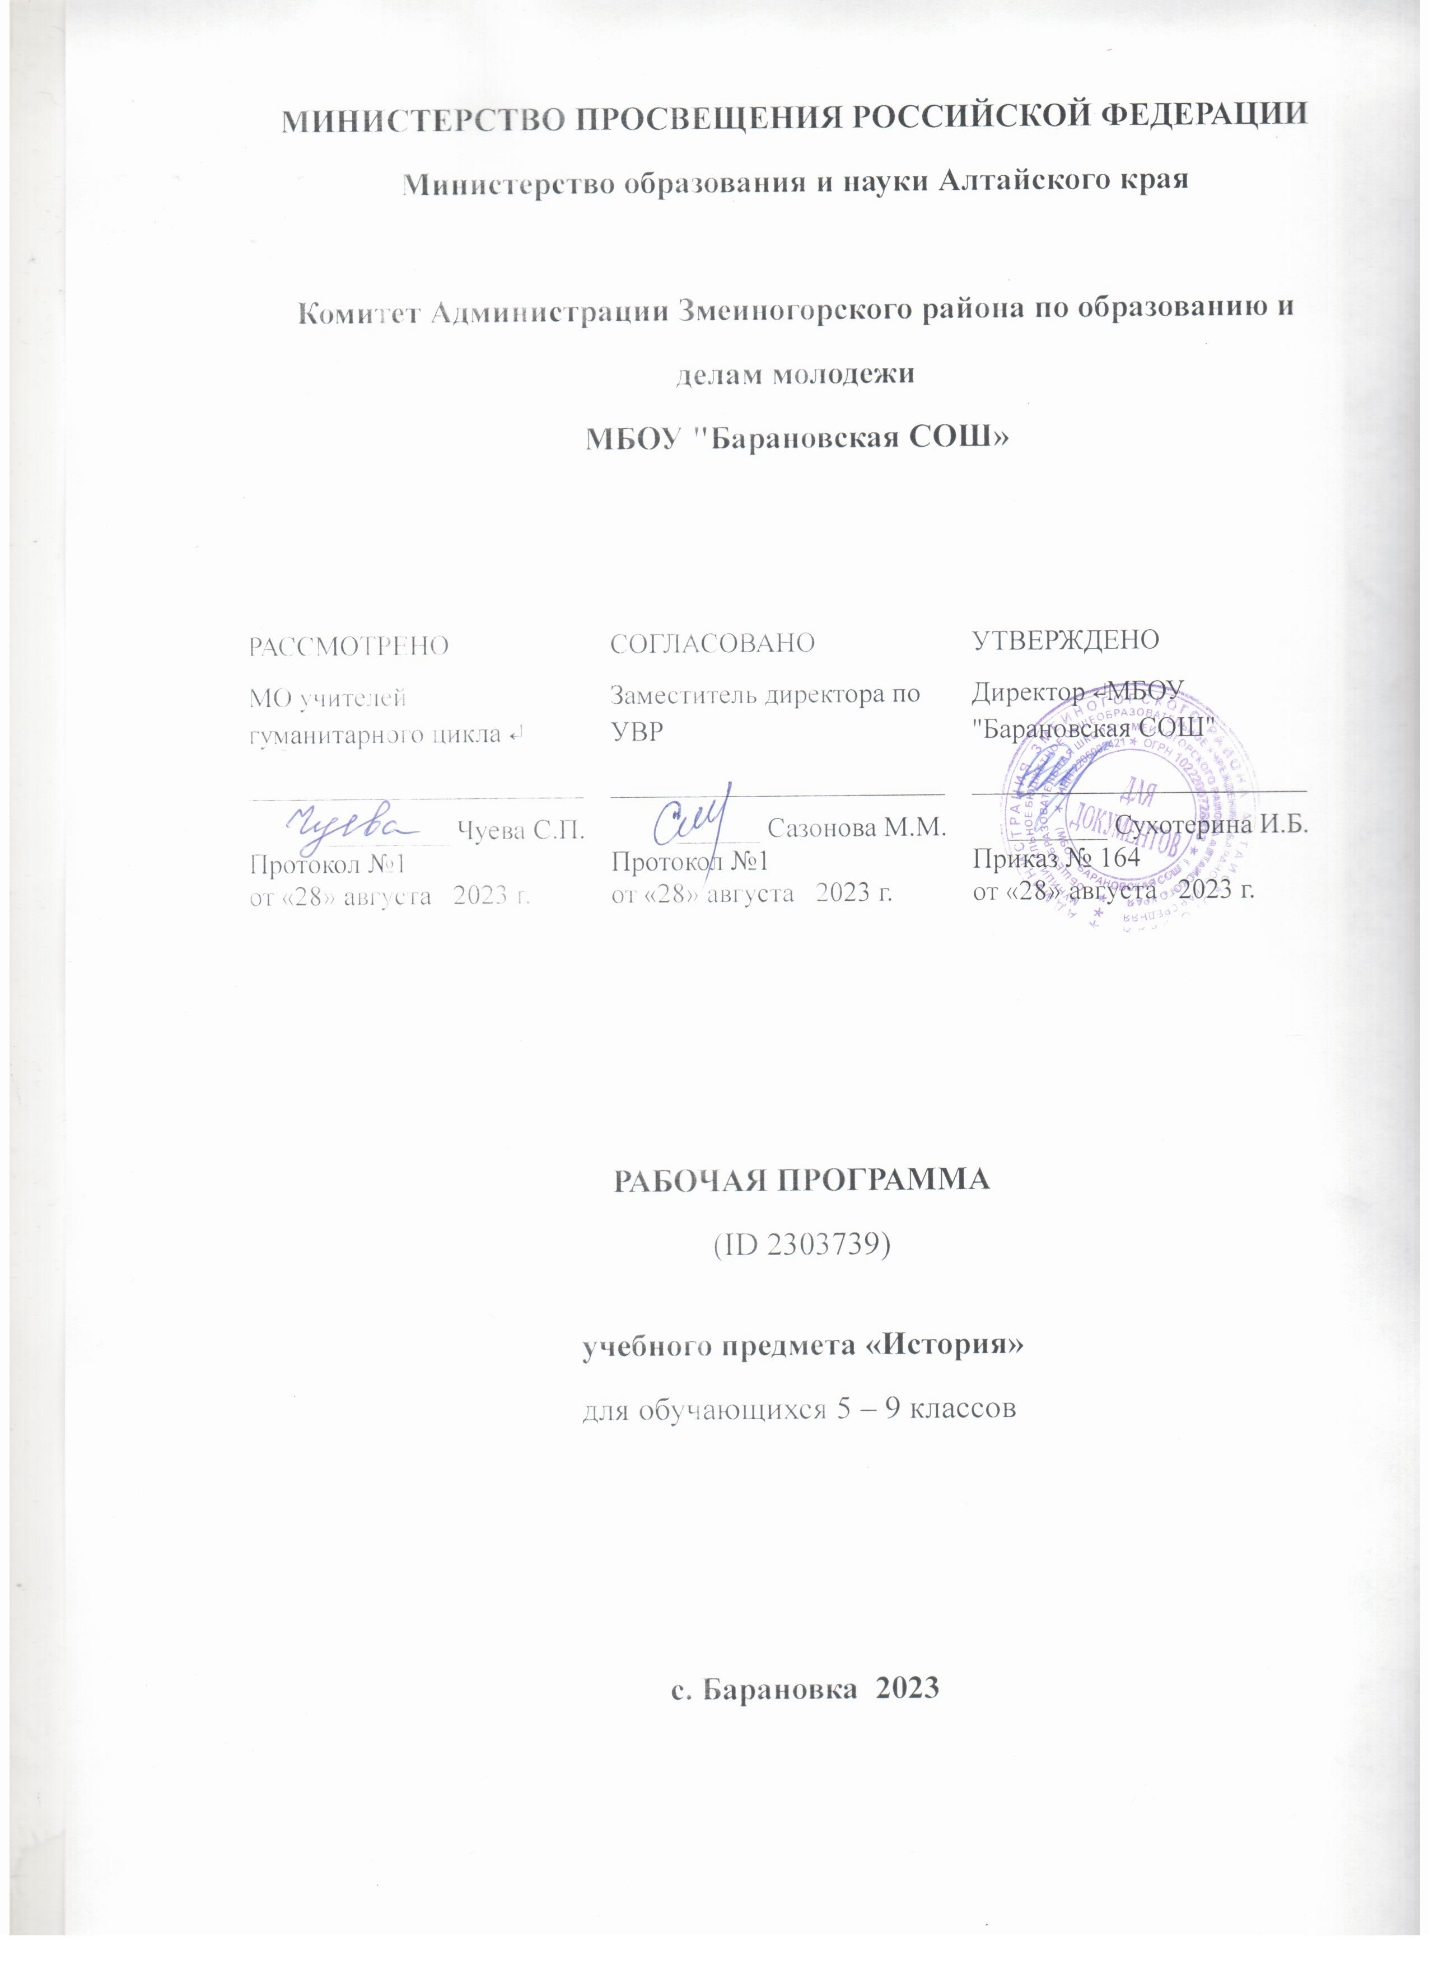 МИНИСТЕРСТВО ПРОСВЕЩЕНИЯ РОССИЙСКОЙ ФЕДЕРАЦИИ
Министерство образования и науки Алтайского края
Комитет Администрации Змеиногорского района по образованию и
делам молодежи
МБОУ "Барановская СОШ»
РАССМОТРЕНО
МО учителей
гуманитарного цикла ↲
Чуева
Чуева С.П.
Протокол №1
от «28» августа 2023 г.
СОГЛАСОВАНО
Заместитель директора по
УВР
Сазонова М.М.
Протокол №1
от «28» августа 2023 г.
УТВЕРЖДЕНО
Директор ↲МБОУ
"Барановская СОШ"
Сухотерина И.Б.
Приказ № 164
от «28» августа 2023 г.
ДЛЯ
ДОКУМЕНТОВ
РАБОЧАЯ ПРОГРАММА
(ID 2303739)
учебного предмета «История»
для обучающихся 5 – 9 классов
с. Барановка 2023